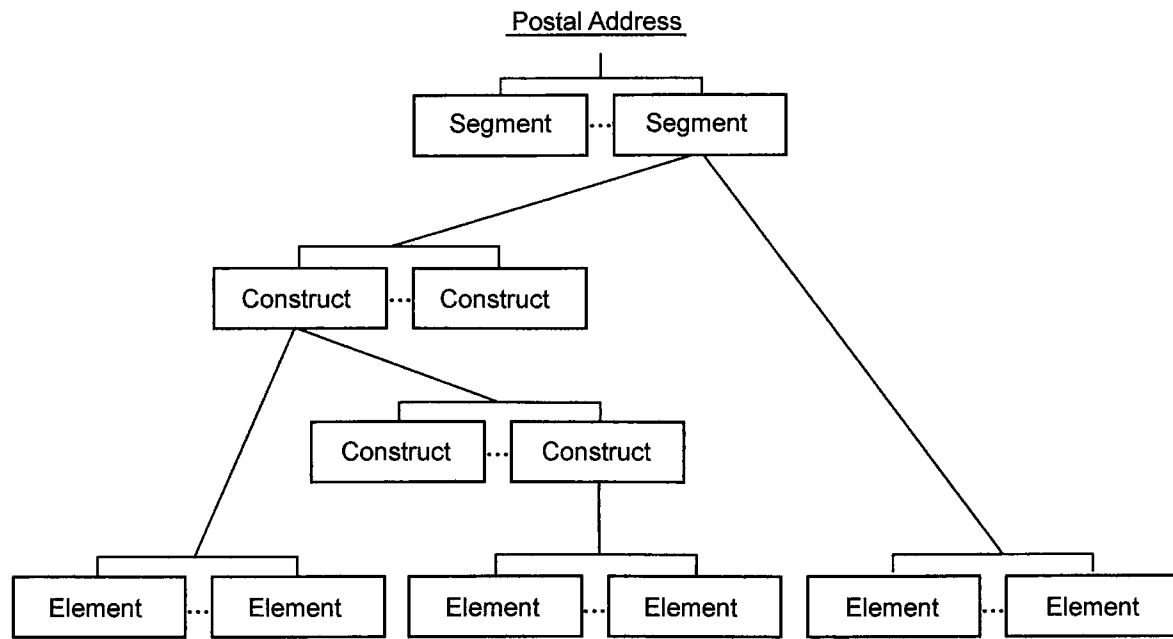 Postal Address
Segment ... Segment
Construct ... Construct
Construct ... Construct
Element ... Element Element ... Element Element ... Element